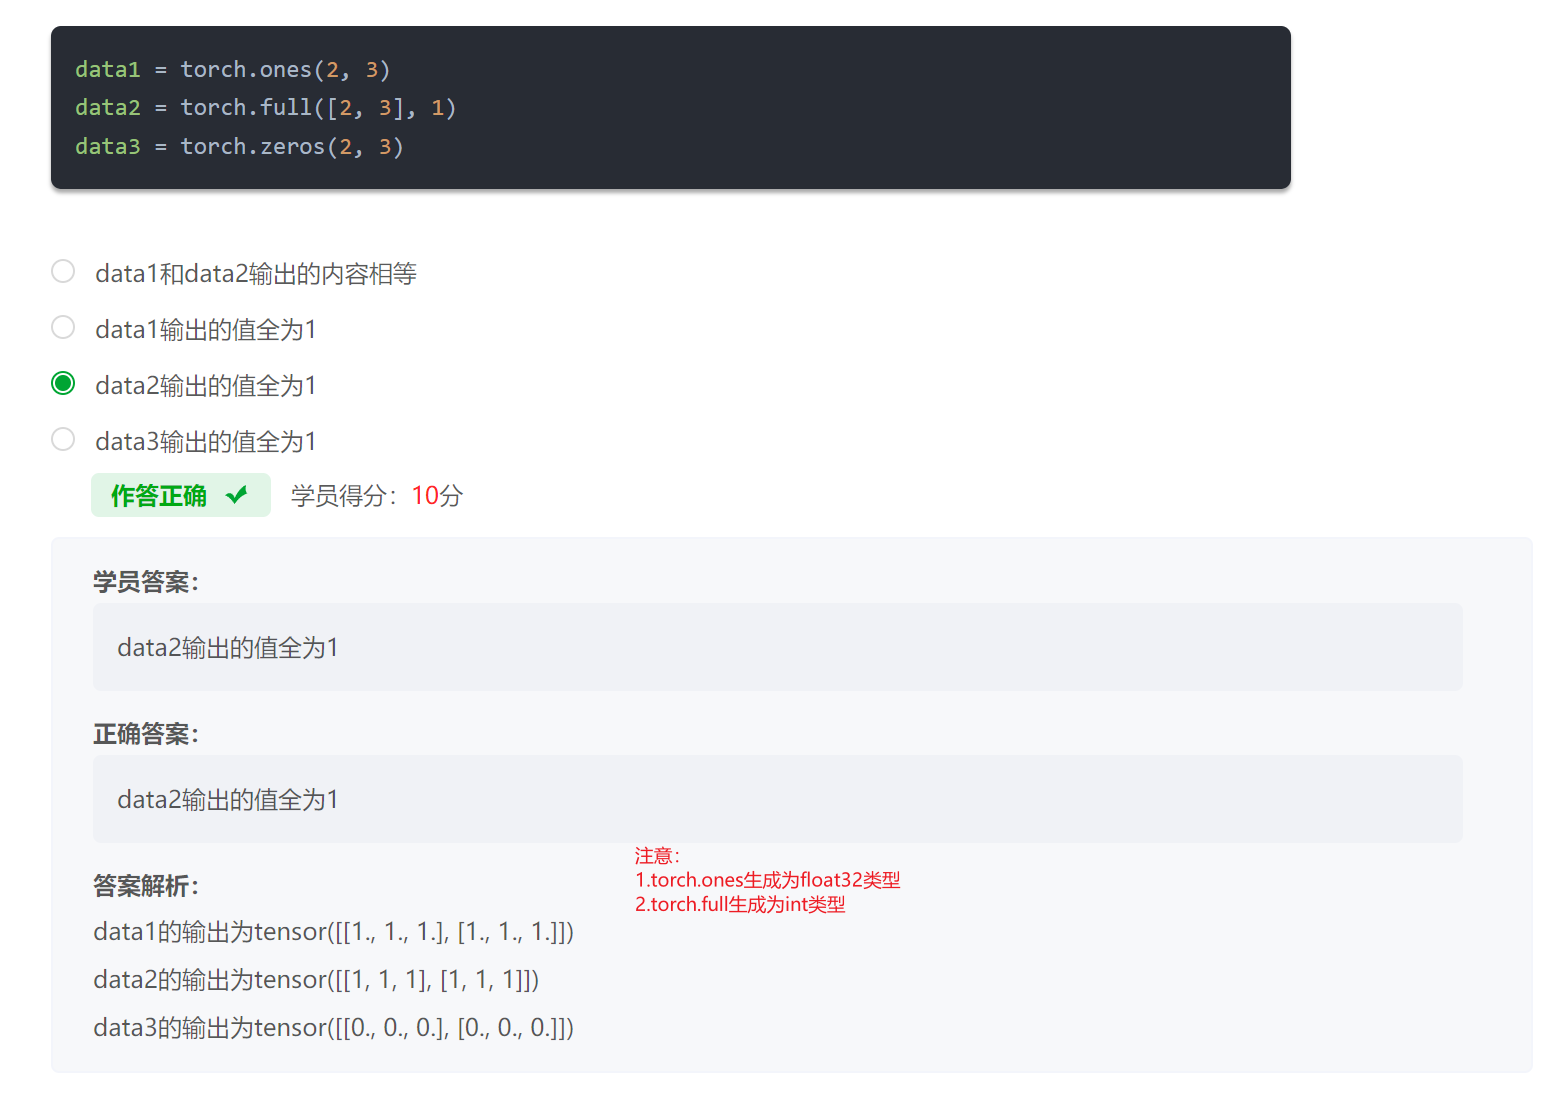 data1 = torch.ones(2, 3)
data2 = torch.full([2, 3], 1)
data3 = torch.zeros(2, 3)
data1和data2输出的内容相等
data1输出的值全为1
data2输出的值全为1
data3输出的值全为1
作答正确 学员得分：10分
学员答案：
data2输出的值全为1
正确答案：
data2输出的值全为1
注意：
1.torch.ones生成为float32类型
2.torch.full生成为int类型
答案解析：
data1的输出为tensor([[1., 1., 1.], [1., 1., 1.]])
data2的输出为tensor([[1, 1, 1], [1, 1, 1]])
data3的输出为tensor([[0., 0., 0.], [0., 0., 0.]])